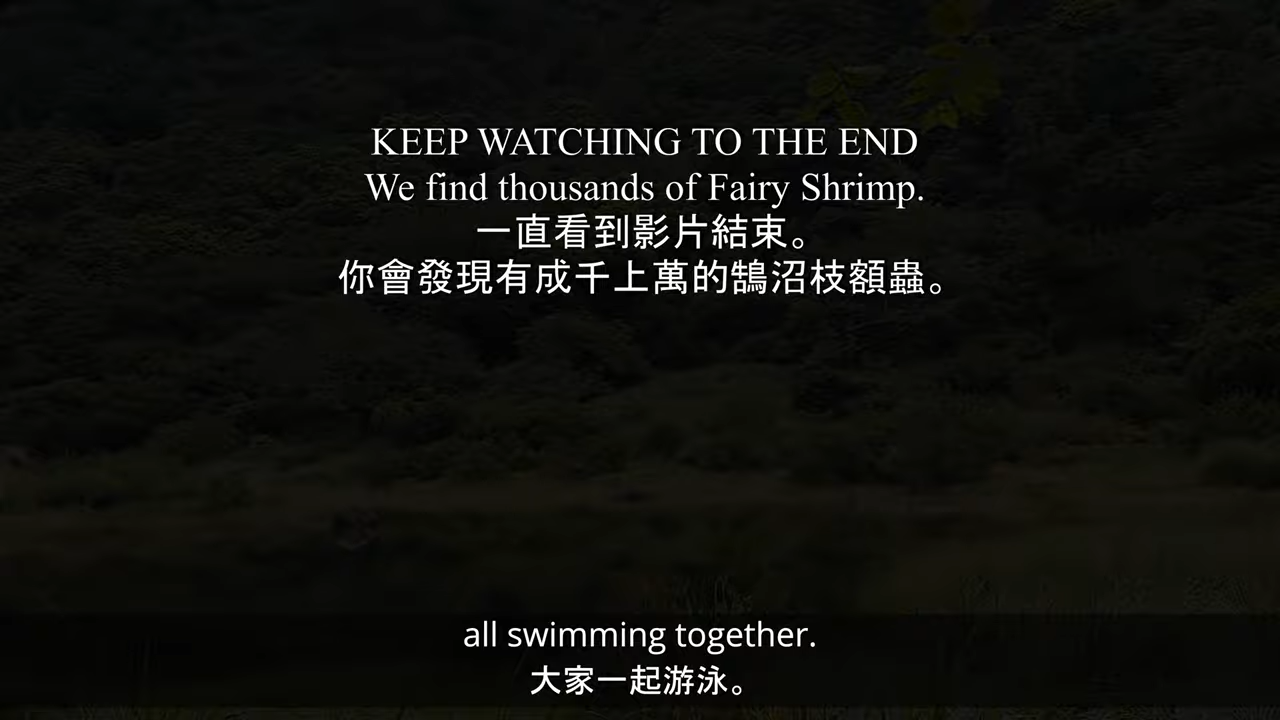 KEEP WATCHING TO THE END
We find thousands of Fairy Shrimp.
一直看到影片結束。
你會發現有成千上萬的鵠沼枝額蟲。
all swimming together.
大家一起游泳。